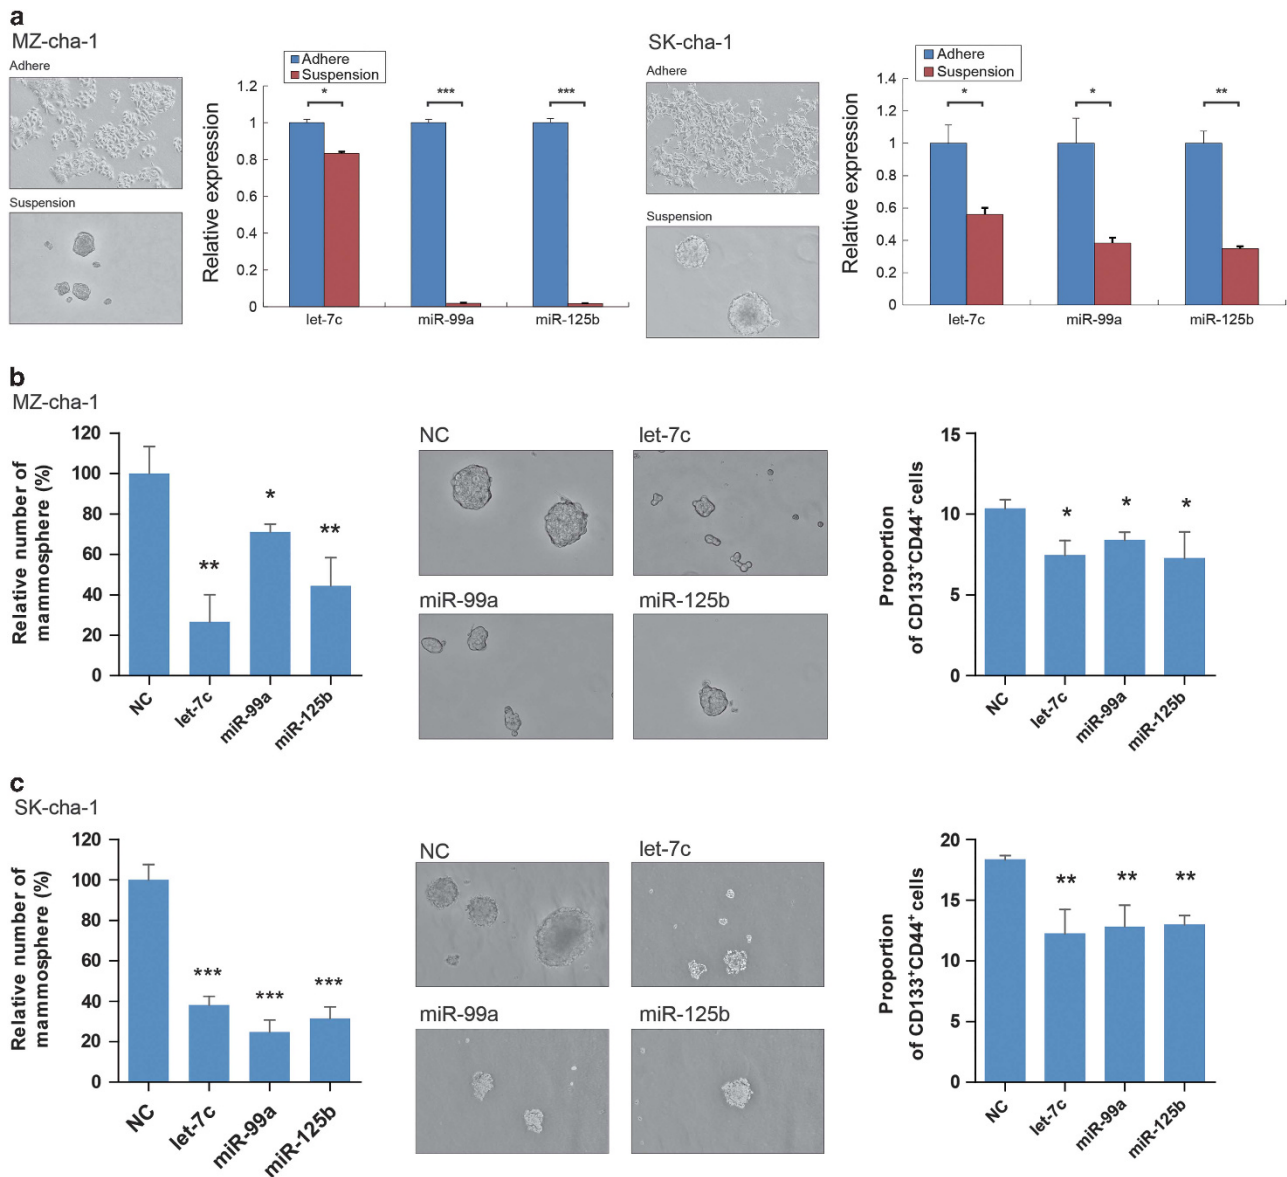 a
MZ-cha-1
Adhere
Suspension
Adhere
Suspension
Relative expression
1.2
1
0.8
0.6
0.4
0.2
0
*
***
***
let-7c
miR-99a
miR-125b
SK-cha-1
Adhere
Suspension
Adhere
Suspension
Relative expression
1.4
1.2
1
0.8
0.6
0.4
0.2
0
*
*
**
let-7c
miR-99a
miR-125b
b
MZ-cha-1
Relative number of
mammosphere (%)
120
100
80
60
40
20
0
**
*
**
NC
let-7c
miR-99a
miR-125b
NC
let-7c
miR-99a
miR-125b
Proportion
of CD133⁺CD44⁺ cells
15
10
5
0
*
*
*
NC
let-7c
miR-99a
miR-125b
c
SK-cha-1
Relative number of
mammosphere (%)
120
100
80
60
40
20
0
***
***
***
NC
let-7c
miR-99a
miR-125b
NC
let-7c
miR-99a
miR-125b
Proportion
of CD133⁺CD44⁺ cells
20
15
10
5
0
**
**
**
NC
let-7c
miR-99a
miR-125b